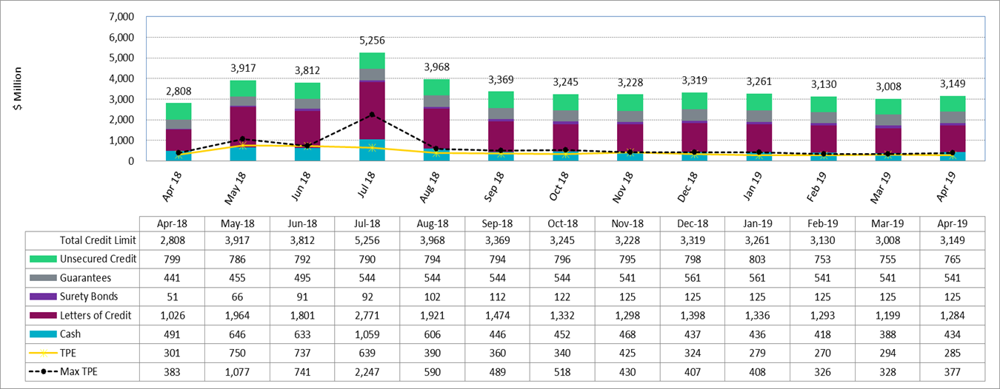 7,000
6,000
5,000
4,000
3,000
2,000
1,000
0
$ Million
2,808
3,917
3,812
5,256
3,968
3,369
3,245
3,228
3,319
3,261
3,130
3,008
3,149
Apr 18
May 18
Jun 18
Jul 18
Aug 18
Sep 18
Oct 18
Nov 18
Dec 18
Jan 19
Feb 19
Mar 19
Apr 19
Apr-18 May-18 Jun-18 Jul-18 Aug-18 Sep-18 Oct-18 Nov-18 Dec-18 Jan-19 Feb-19 Mar-19 Apr-19
Total Credit Limit 2,808 3,917 3,812 5,256 3,968 3,369 3,245 3,228 3,319 3,261 3,130 3,008 3,149
Unsecured Credit 799 786 792 790 794 794 796 795 798 803 753 755 765
Guarantees 441 455 495 544 544 544 544 541 561 561 541 541 541
Surety Bonds 51 66 91 92 102 112 122 125 125 125 125 125 125
Letters of Credit 1,026 1,964 1,801 2,771 1,921 1,474 1,332 1,298 1,398 1,336 1,293 1,199 1,284
Cash 491 646 633 1,059 606 446 452 468 437 436 418 388 434
TPE 301 750 737 639 390 360 340 425 324 279 270 294 285
Max TPE 383 1,077 741 2,247 590 489 518 430 407 408 326 328 377